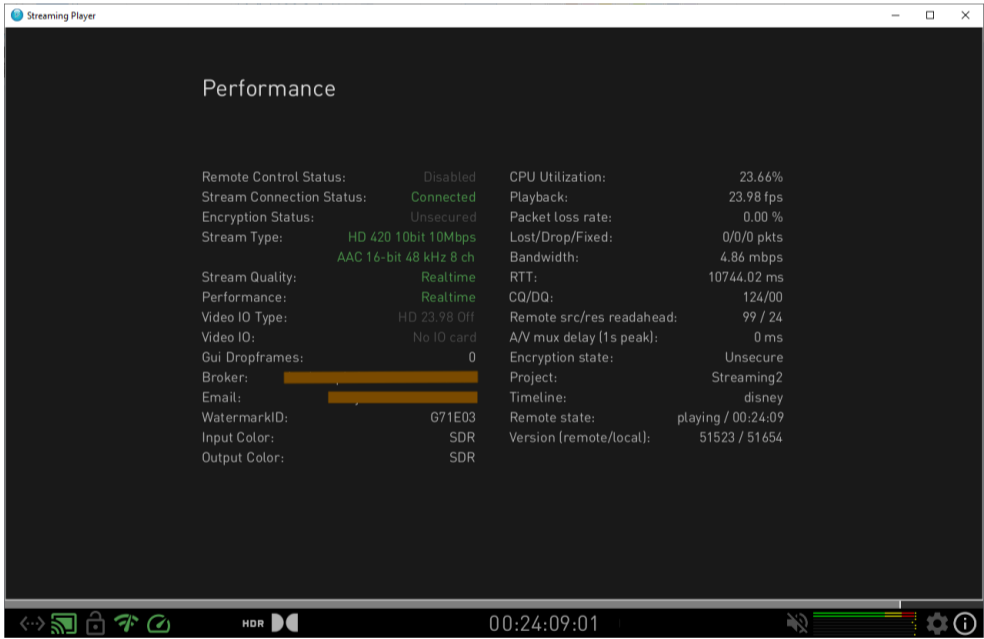 Streaming Player
Performance
Remote Control Status: Disabled
Stream Connection Status: Connected
Encryption Status: Unsecured
Stream Type: HD 420 10bit 10Mbps
AAC 16-bit 48 kHz 8 ch
Stream Quality: Realtime
Performance: Realtime
Video IO Type: HD 23.98 Off
Video IO: No IO card
Gui Dropframes: 0
Broker:
Email:
WatermarkID: G71E03
Input Color: SDR
Output Color: SDR
CPU Utilization: 23.66%
Playback: 23.98 fps
Packet loss rate: 0.00 %
Lost/Drop/Fixed: 0/0/0 pkts
Bandwidth: 4.86 mbps
RTT: 10744.02 ms
CQ/DQ: 124/00
Remote src/res readahead: 99 / 24
A/V mux delay (1s peak): 0 ms
Encryption state: Unsecure
Project: Streaming2
Timeline: disney
Remote state: playing / 00:24:09
Version (remote/local): 51523 / 51654
HDR 00:24:09:01